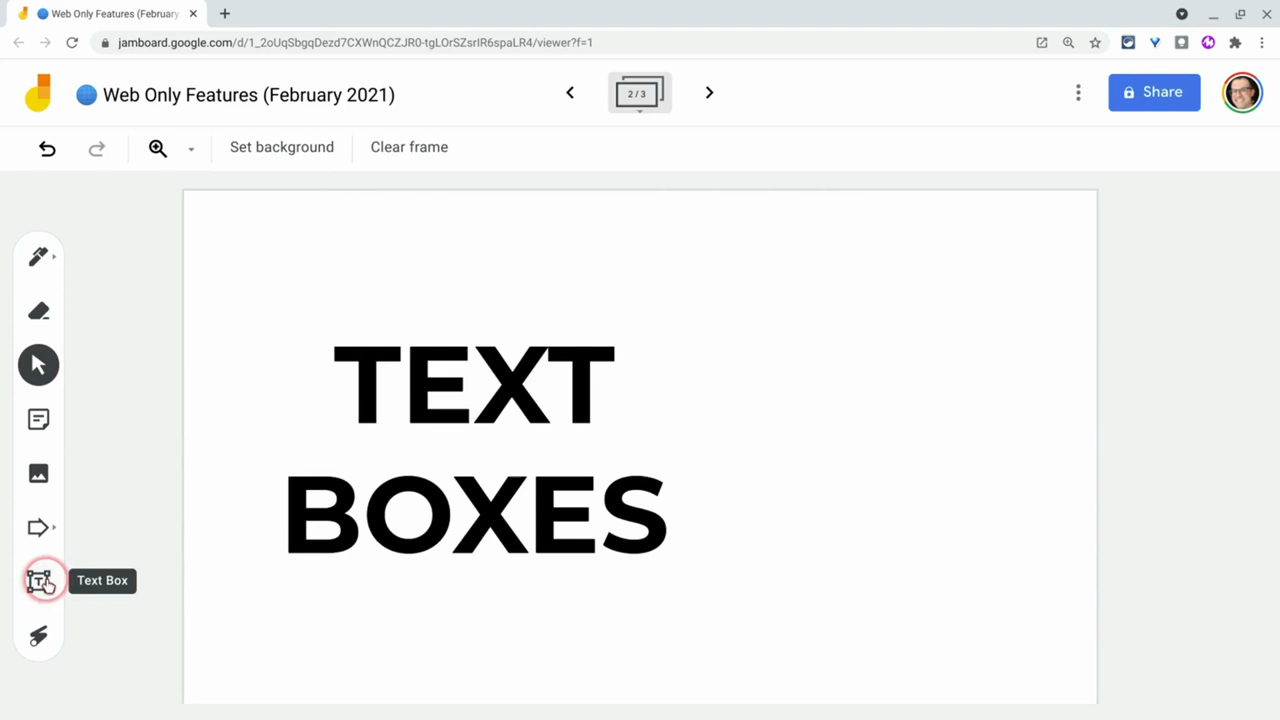 Web Only Features (February
jamboard.google.com/d/1_2oUqSbgqDezd7CXWnQCZJR0-tgLOrSZsrIR6spaLR4/viewer?f=1
Web Only Features (February 2021)
2 / 3
Share
Set background
Clear frame
TEXT
BOXES
Text Box